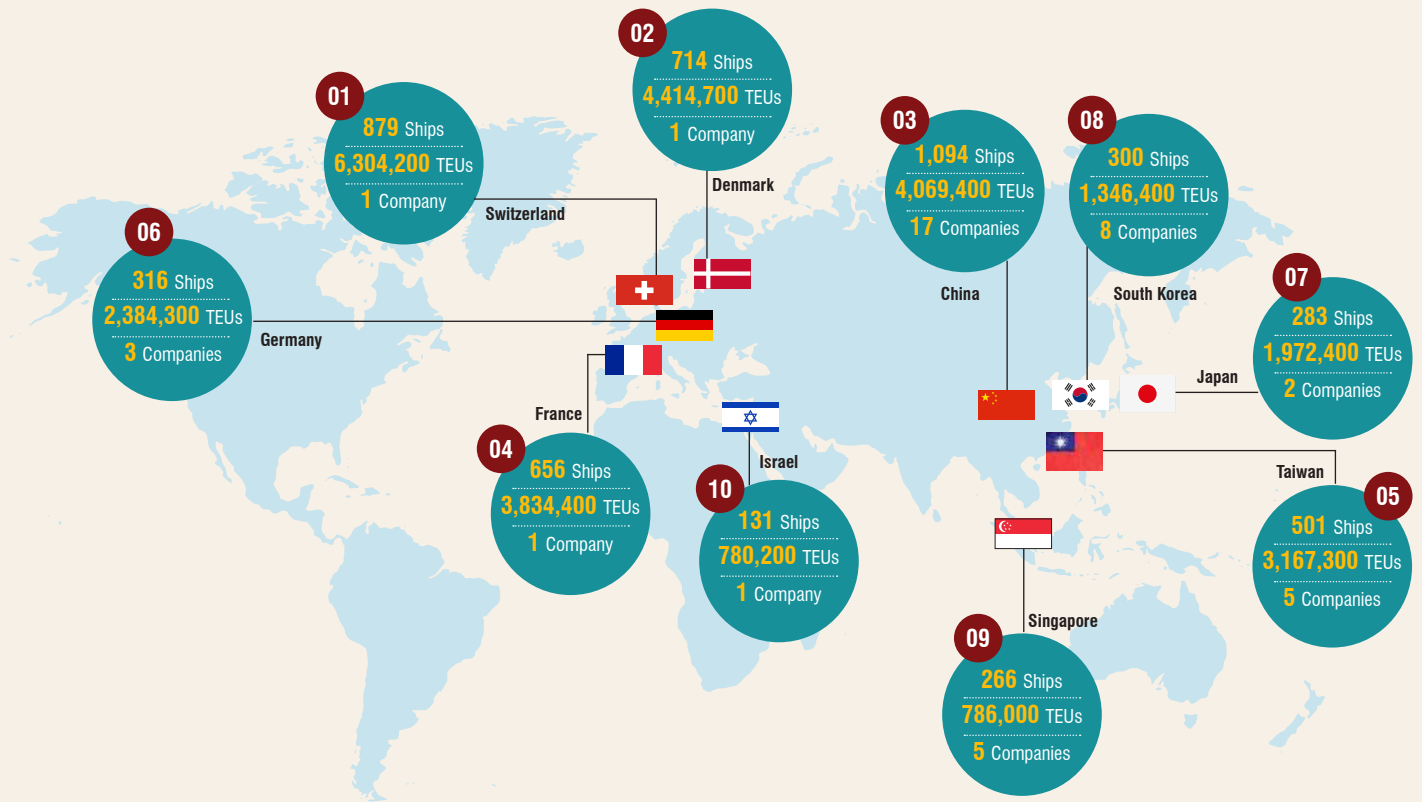 01
879 Ships
6,304,200 TEUs
1 Company
Switzerland
02
714 Ships
4,414,700 TEUs
1 Company
Denmark
03
1,094 Ships
4,069,400 TEUs
17 Companies
China
08
300 Ships
1,346,400 TEUs
8 Companies
South Korea
06
316 Ships
2,384,300 TEUs
3 Companies
Germany
07
283 Ships
1,972,400 TEUs
2 Companies
Japan
France
04
656 Ships
3,834,400 TEUs
1 Company
Israel
10
131 Ships
780,200 TEUs
1 Company
Taiwan
05
501 Ships
3,167,300 TEUs
5 Companies
Singapore
09
266 Ships
786,000 TEUs
5 Companies